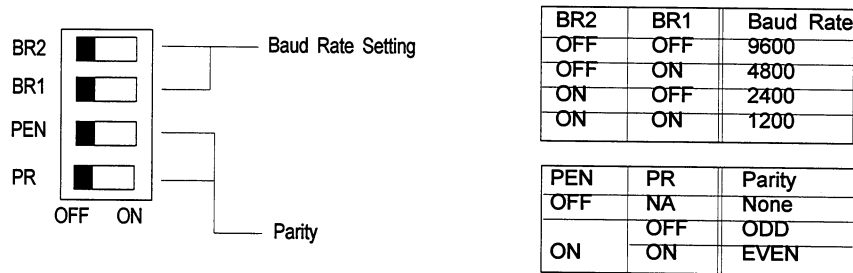 BR2
BR1
PEN
PR
OFF ON
Baud Rate Setting
Parity
BR2 BR1 Baud Rate
OFF OFF 9600
OFF ON 4800
ON OFF 2400
ON ON 1200
PEN PR Parity
OFF NA None
OFF ODD
ON ON EVEN